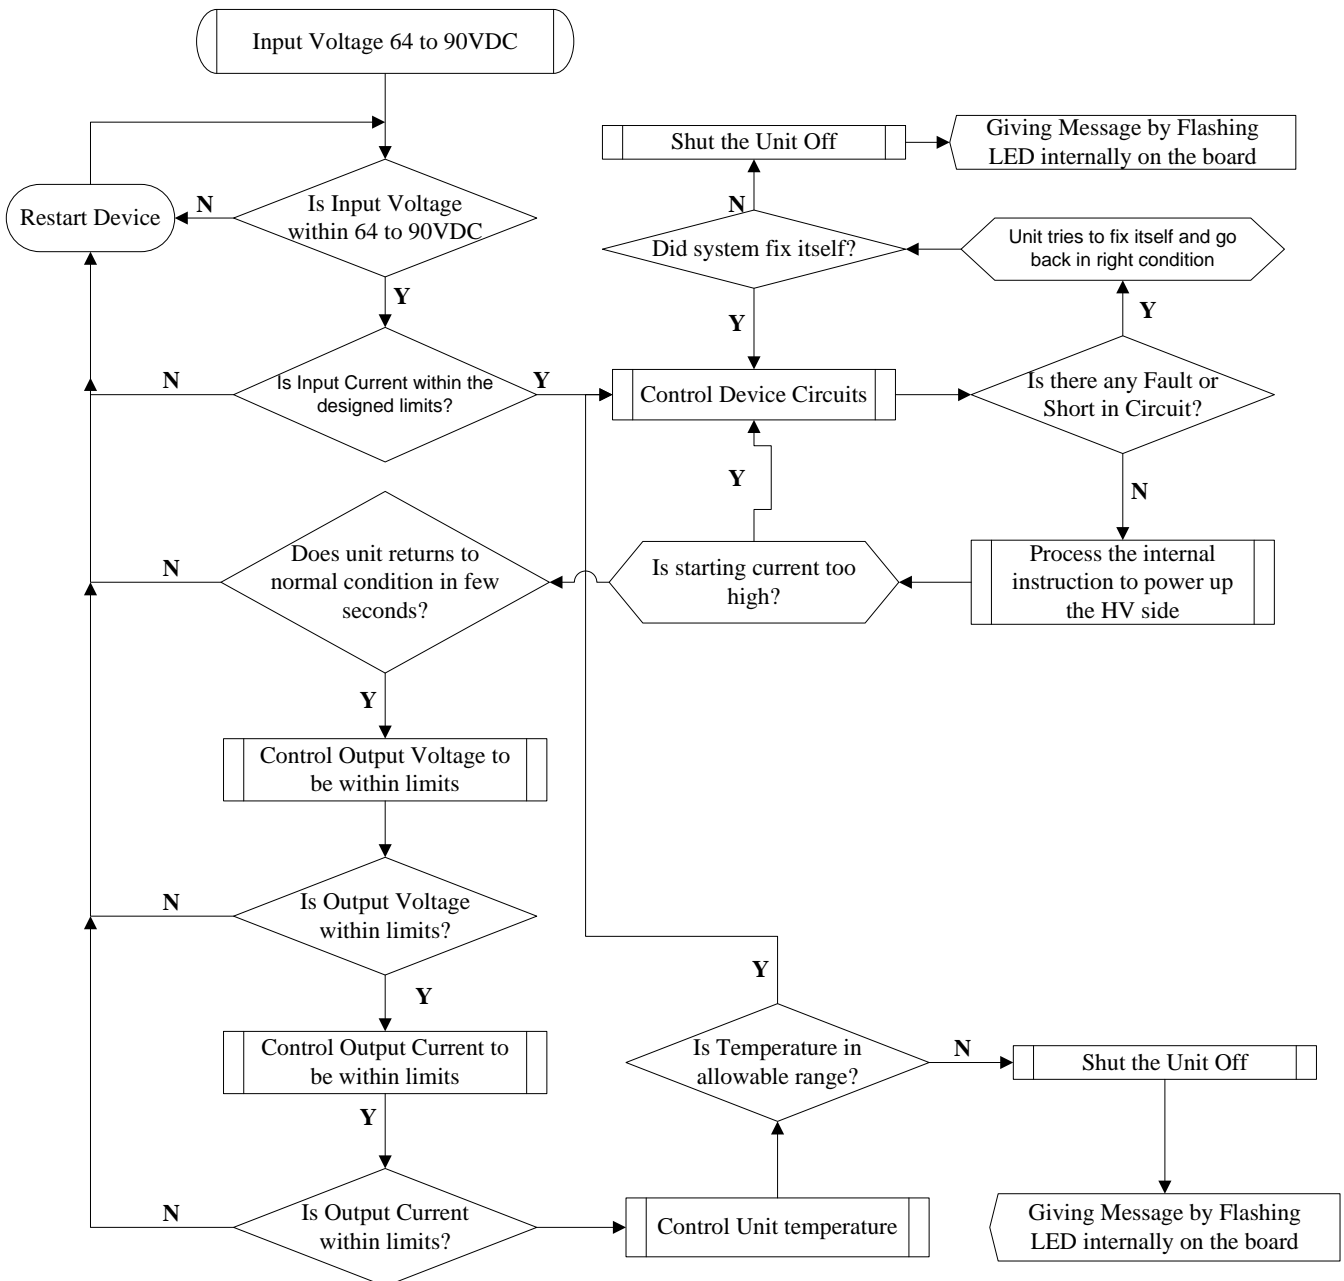 Input Voltage 64 to 90VDC
Restart Device
N
Is Input Voltage
within 64 to 90VDC
Y
N
Is Input Current within the
designed limits?
Y
Shut the Unit Off
Giving Message by Flashing
LED internally on the board
N
Did system fix itself?
Unit tries to fix itself and go
back in right condition
Y
Y
Control Device Circuits
Is there any Fault or
Short in Circuit?
Y
N
N
Does unit returns to
normal condition in few
seconds?
Is starting current too
high?
Process the internal
instruction to power up
the HV side
Y
Control Output Voltage to
be within limits
N
Is Output Voltage
within limits?
Y
Y
Control Output Current to
be within limits
Is Temperature in
allowable range?
N
Shut the Unit Off
Y
N
Is Output Current
within limits?
Control Unit temperature
Giving Message by Flashing
LED internally on the board